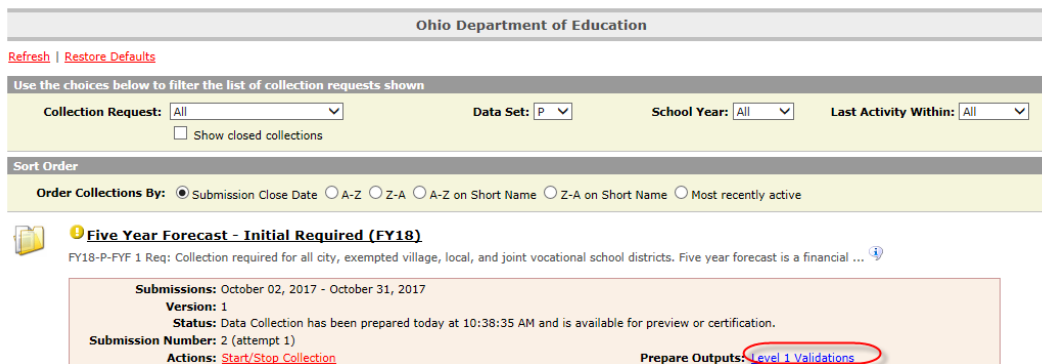 Ohio Department of Education
Refresh | Restore Defaults
Use the choices below to filter the list of collection requests shown
Collection Request: All Data Set: P School Year: All Last Activity Within: All
Show closed collections
Sort Order
Order Collections By: Submission Close Date A-Z Z-A A-Z on Short Name Z-A on Short Name Most recently active
Five Year Forecast - Initial Required (FY18)
FY18-P-FYF 1 Req: Collection required for all city, exempted village, local, and joint vocational school districts. Five year forecast is a financial ...
Submissions: October 02, 2017 - October 31, 2017
Version: 1
Status: Data Collection has been prepared today at 10:38:35 AM and is available for preview or certification.
Submission Number: 2 (attempt 1)
Actions: Start/Stop Collection Prepare Outputs: Level 1 Validations